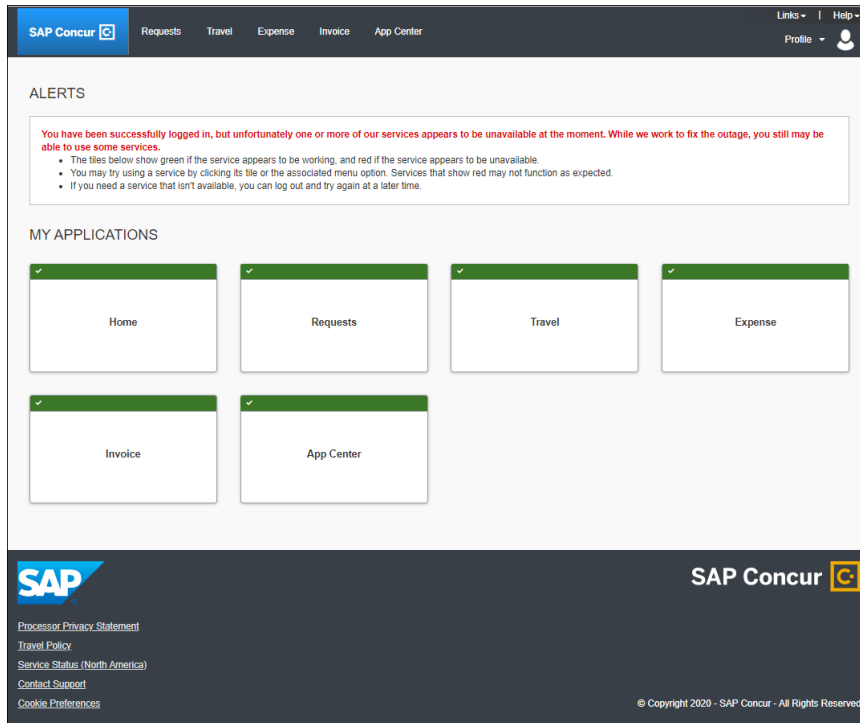 Links | Help
SAP Concur C Requests Travel Expense Invoice App Center
Profile
ALERTS
You have been successfully logged in, but unfortunately one or more of our services appears to be unavailable at the moment. While we work to fix the outage, you still may be
able to use some services.
• The tiles below show green if the service appears to be working, and red if the service appears to be unavailable.
• You may try using a service by clicking its tile or the associated menu option. Services that show red may not function as expected.
• If you need a service that isn't available, you can log out and try again at a later time.
MY APPLICATIONS
Home Requests Travel Expense
Invoice App Center
SAP
SAP Concur C
Processor Privacy Statement
Travel Policy
Service Status (North America)
Contact Support
Cookie Preferences
© Copyright 2020 - SAP Concur - All Rights Reserved